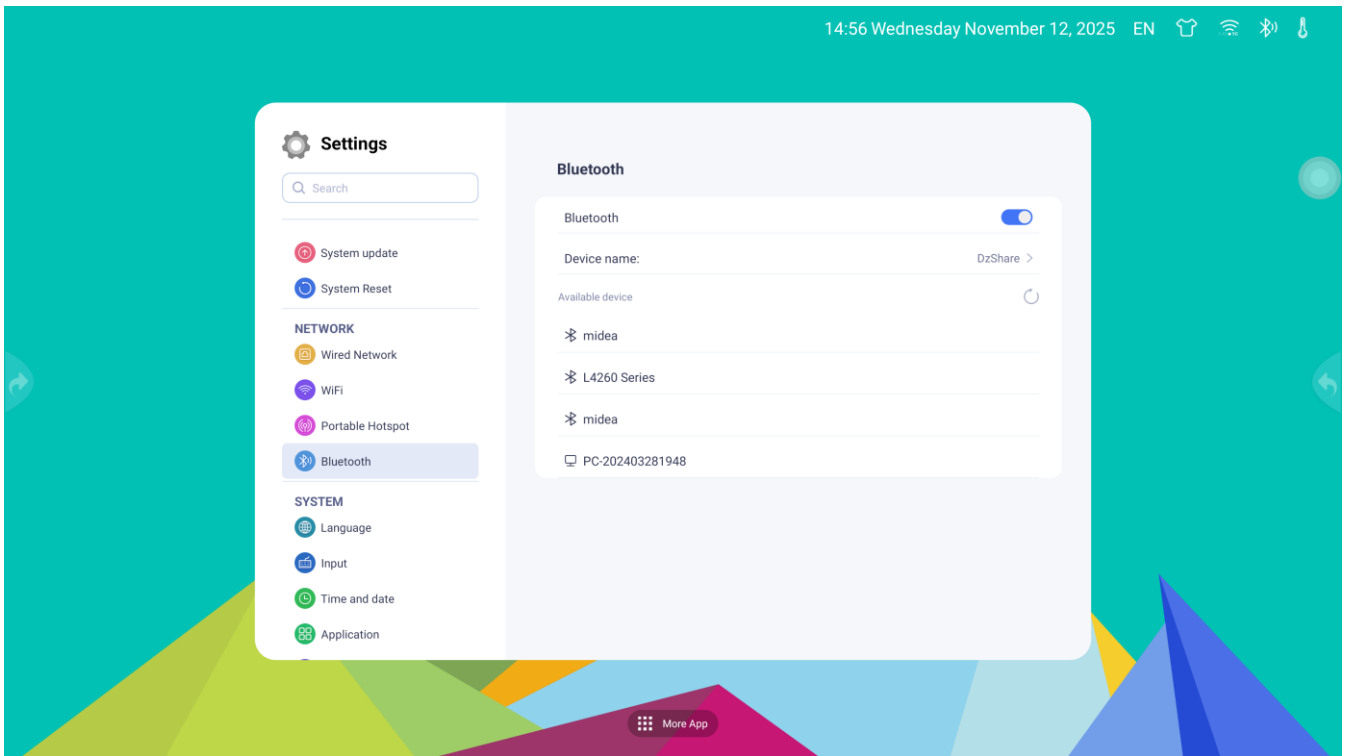 14:56 Wednesday November 12, 2025 EN
Settings
Search
System update
System Reset
NETWORK
Wired Network
WiFi
Portable Hotspot
Bluetooth
SYSTEM
Language
Input
Time and date
Application
Bluetooth
Bluetooth
Device name: DzShare
Available device
midea
L4260 Series
midea
PC-202403281948
More App